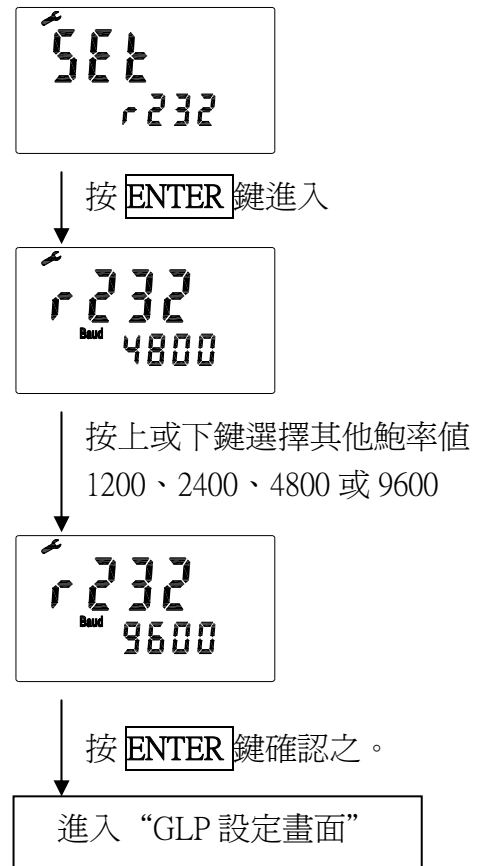 SEt
r232
按 ENTER 鍵進入
r232
Baud 4800
按上或下鍵選擇其他鮑率值
1200、2400、4800 或 9600
r232
Baud 9600
按 ENTER 鍵確認之。
進入“GLP 設定畫面”